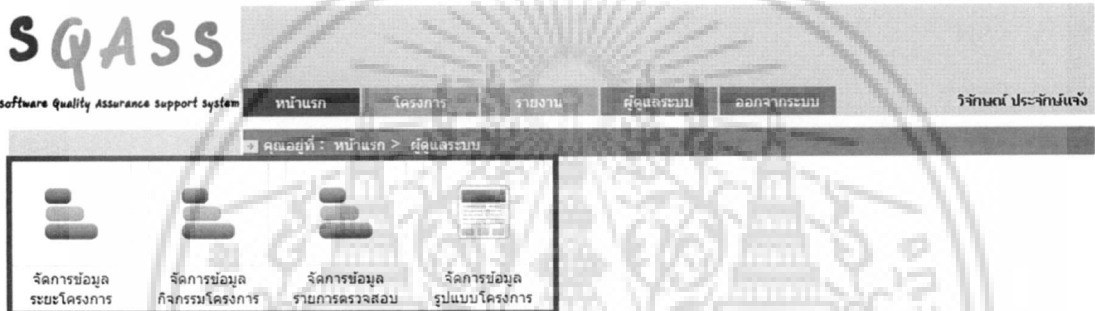 SQASS
Software Quality Assurance support system
หน้าแรก โครงการ รายงาน ผู้ดูแลระบบ ออกจากระบบ วิจักษณ์ ประจักษ์แจ้ง
คุณอยู่ที่ : หน้าแรก > ผู้ดูแลระบบ
จัดการข้อมูล จัดการข้อมูล จัดการข้อมูล จัดการข้อมูล
ระยะโครงการ กิจกรรมโครงการ รายการตรวจสอบ รูปแบบโครงการ